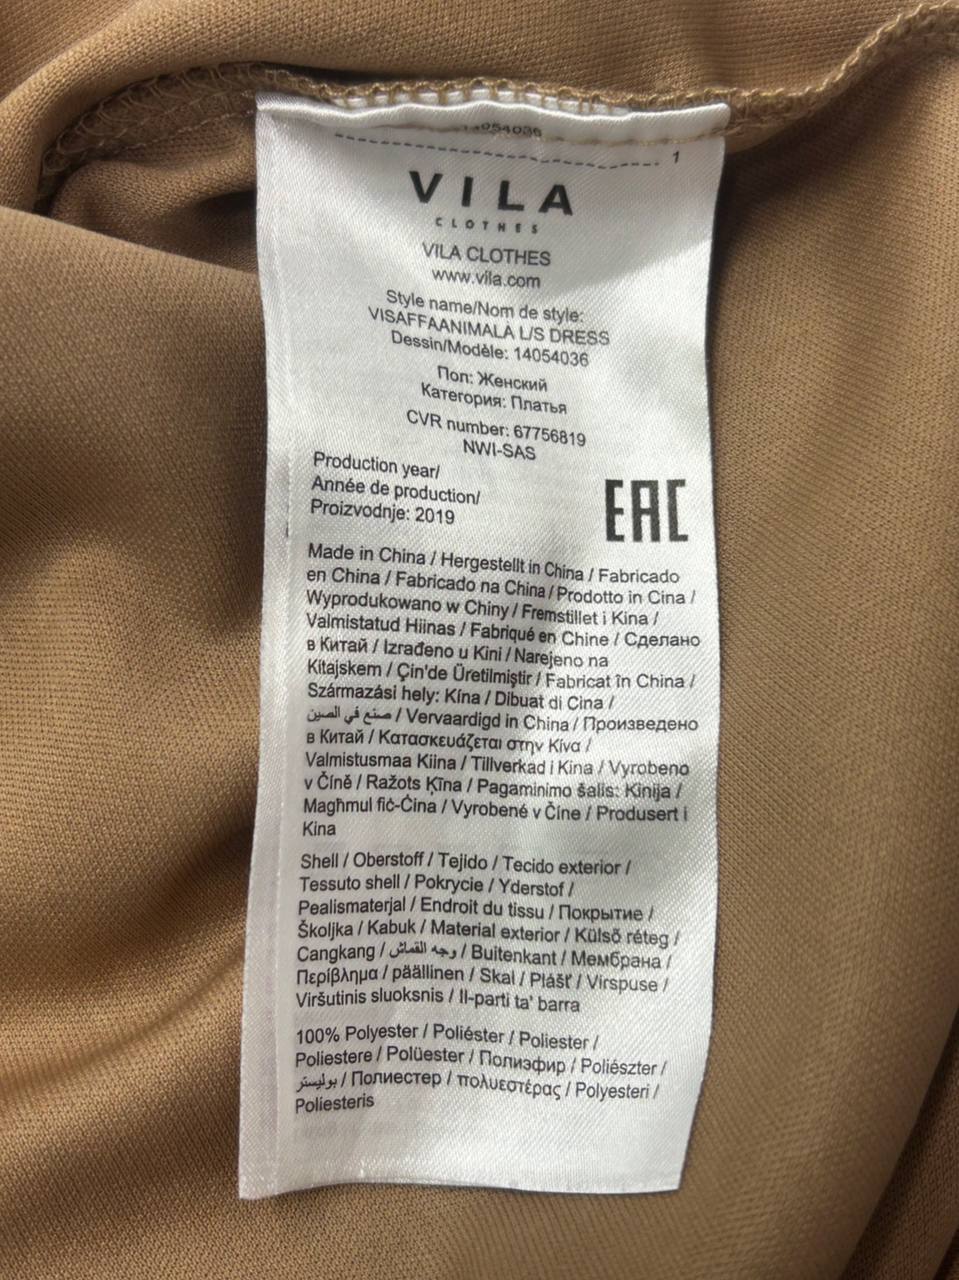 14054036
1
VILA
CLOTHES
VILA CLOTHES
www.vila.com
Style name/Nom de style:
VISAFFAANIMALA L/S DRESS
Dessin/Modèle: 14054036
Пол: Женский
Категория: Платья
CVR number: 67756819
NWI-SAS
Production year/
Année de production/
Proizvodnje: 2019
EAC
Made in China / Hergestellt in China / Fabricado
en China / Fabricado na China / Prodotto in Cina /
Wyprodukowano w Chiny / Fremstillet i Kina /
Valmistatud Hiinas / Fabriqué en Chine / Сделано
в Китай / Izrađeno u Kini / Narejeno na
Kitajskem / Çin'de Üretilmiştir / Fabricat în China /
Származási hely: Kína / Dibuat di Cina /
صنع في الصين / Vervaardigd in China / Произведено
в Китай / Κατασκευάζεται στην Κίνα /
Valmistusmaa Kiina / Tillverkad i Kina / Vyrobeno
v Číně / Ražots Ķīna / Pagaminimo šalis: Kinija /
Magħmul fiċ-Ċina / Vyrobené v Číne / Produsert i
Kina
Shell / Oberstoff / Tejido / Tecido exterior /
Tessuto shell / Pokrycie / Yderstof /
Pealismaterjal / Endroit du tissu / Покрытие /
Školjka / Kabuk / Material exterior / Külső réteg /
Cangkang / وجه القماش / Buitenkant / Мембрана /
Περίβλημα / päällinen / Skal / Plášť / Virspuse /
Viršutinis sluoksnis / Il-parti ta' barra
100% Polyester / Poliéster / Poliester /
Poliestere / Polüester / Полиэфир / Poliészter /
بوليستر / Полиестер / πολυεστέρας / Polyesteri /
Poliesteris